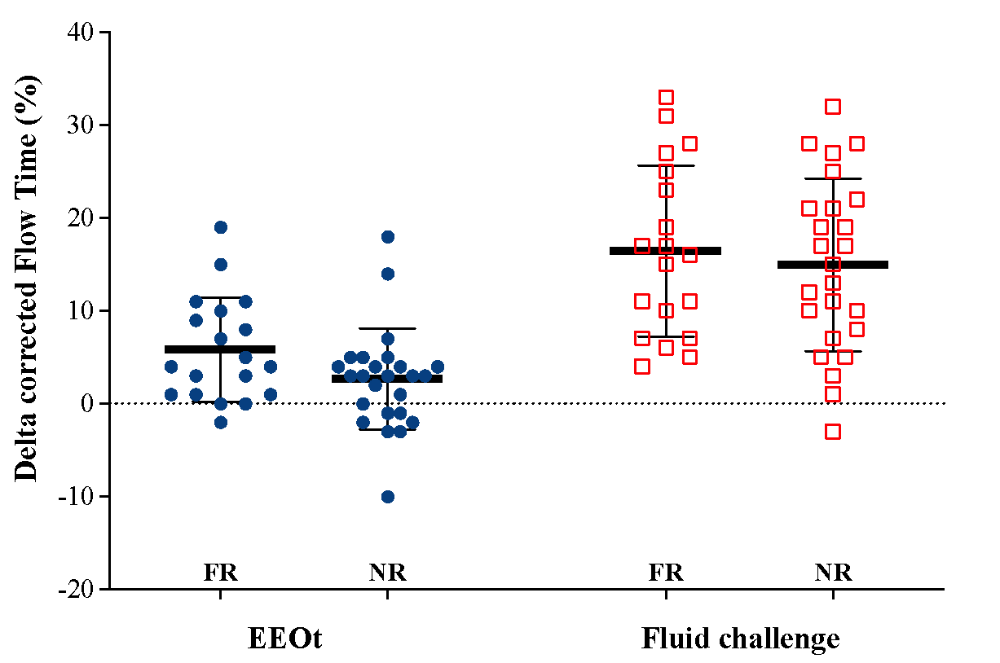 Delta corrected Flow Time (%)
40
30
20
10
0
-10
-20
FR
NR
FR
NR
EEOt
Fluid challenge